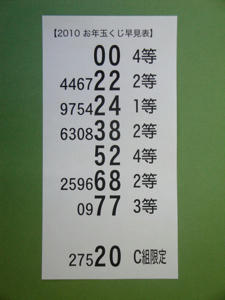 【2010 お年玉くじ早見表】
00 4等
446722 2等
975424 1等
630838 2等
52 4等
259668 2等
0977 3等
27520 C組限定